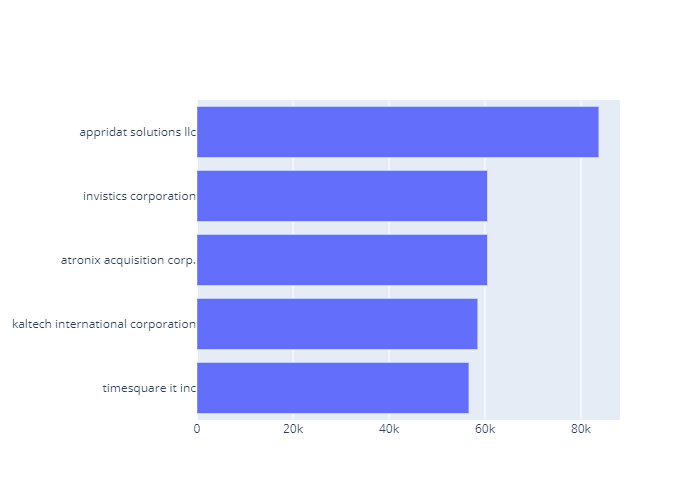 appridat solutions llc
invistics corporation
atronix acquisition corp.
kaltech international corporation
timesquare it inc
0 20k 40k 60k 80k